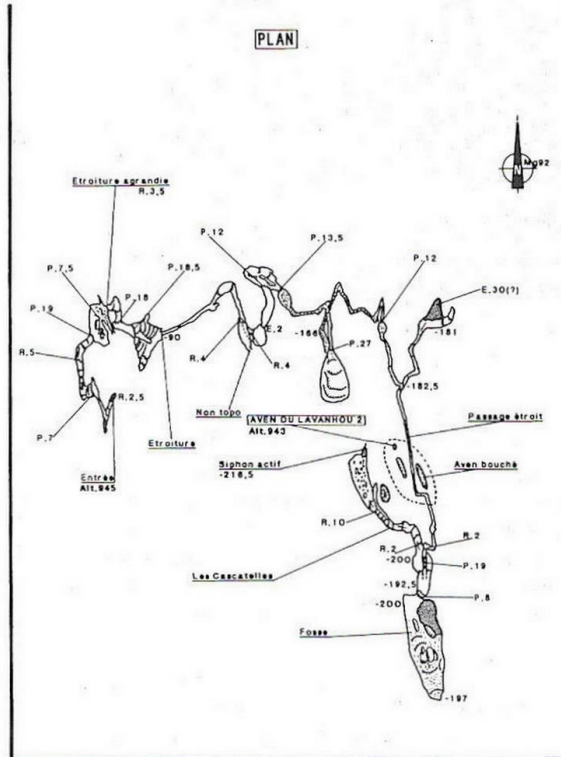 PLAN
Mg92
Etroiture agrandie
R.3,5
P.12
P.13,5
P.7,5
P.18
P.18,5
P.12
E.30(?)
P.19
-90
E.2
-166
-181
R.5
R.4
R.4
P.27
R.2,5
-182,5
Non topo
P.7
Etroiture
AVEN DU LAVANHOU 2
Alt.943
Passage étroit
Entrée
Alt.945
Siphon actif
-216,5
Aven bouché
R.10
R.2
R.2
-200
P.19
Les Cascatelles
-192,5
-200
P.8
Fosse
-197